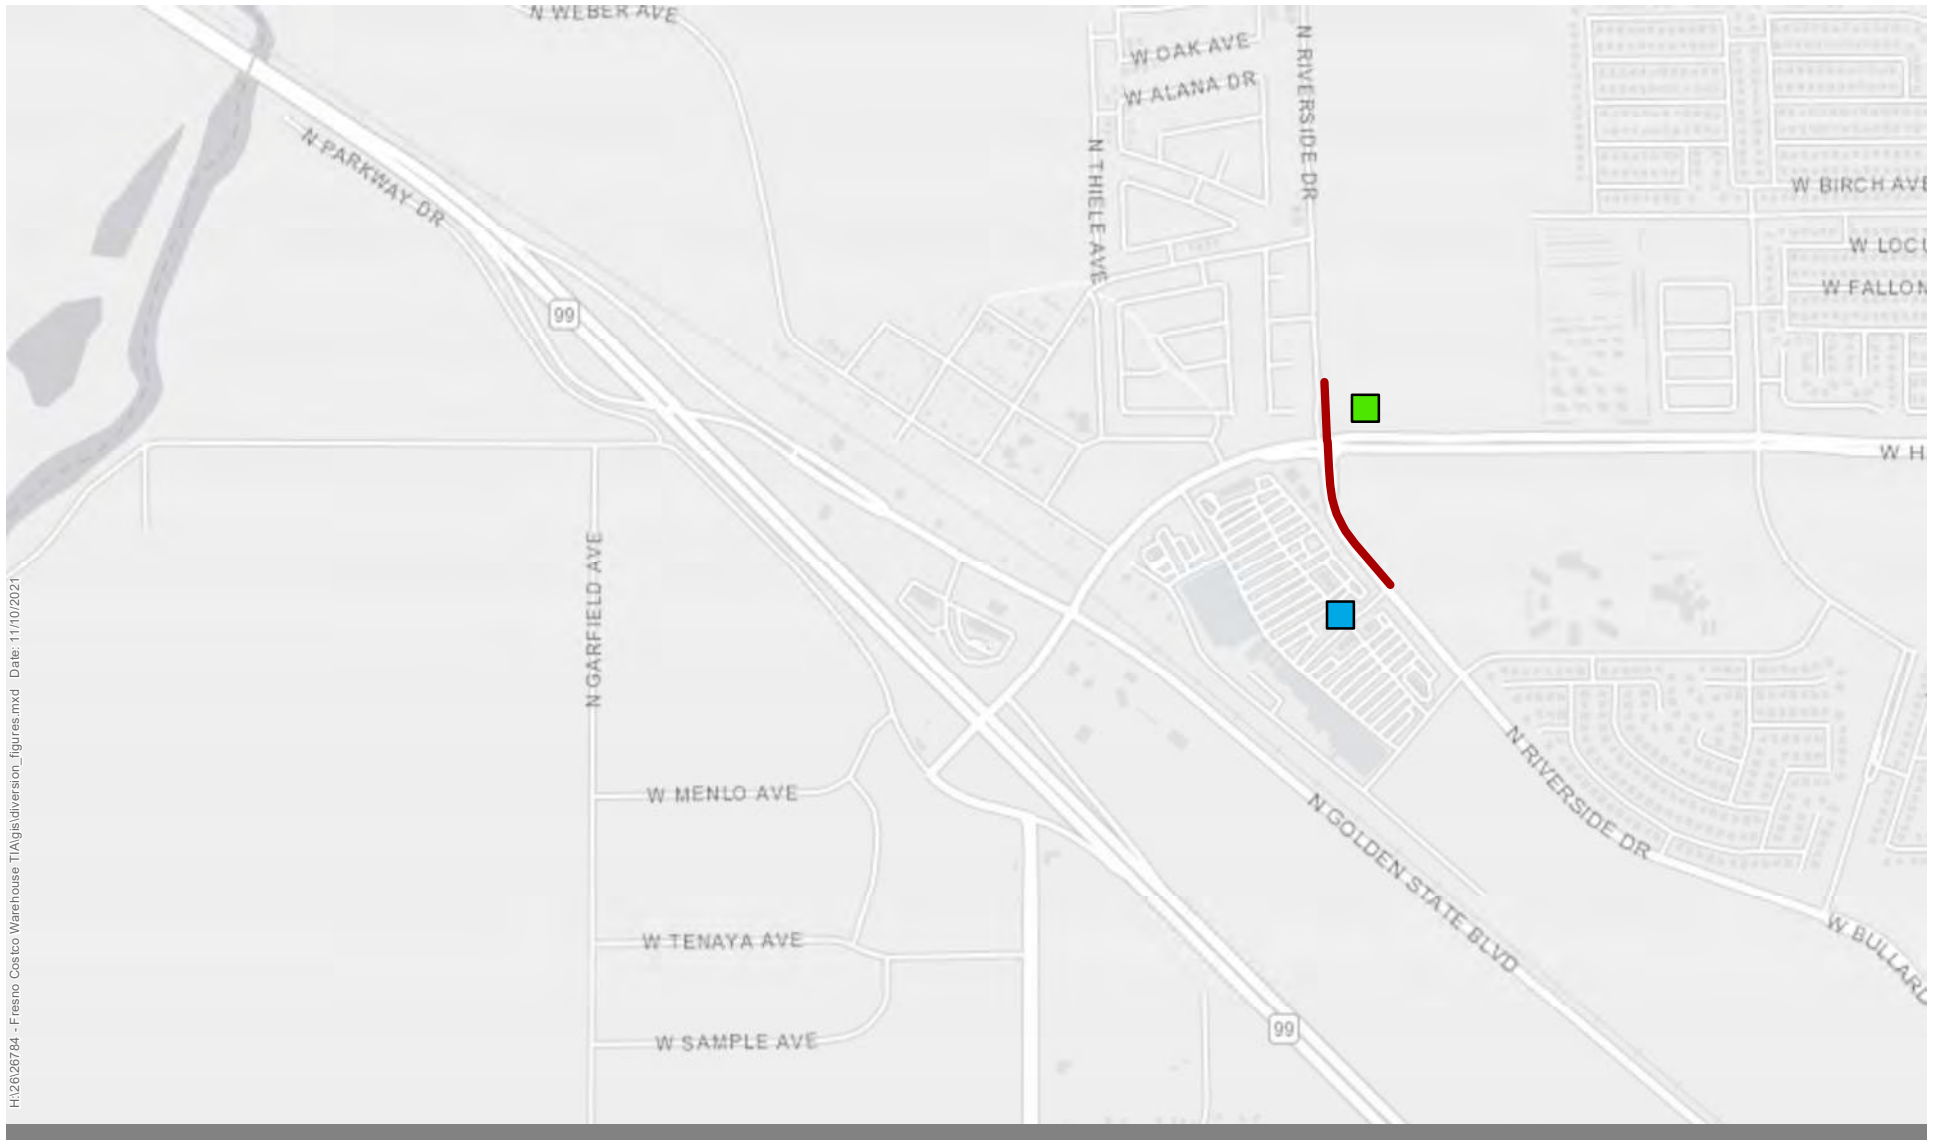 N WEBER AVE
W OAK AVE
W ALANA DR
N RIVERSIDE DR
N PARKWAY DR
N THIELE AVE
W BIRCH AVE
W LOCU
W FALLON
99
W H
N GARFIELD AVE
W MENLO AVE
N RIVERSIDE DR
N GOLDEN STATE BLVD
W TENAYA AVE
W BULLARD
W SAMPLE AVE
99
H:\26\26784 - Fresno Costco Warehouse TIA\gis\diversion_figures.mxd Date: 11/10/2021